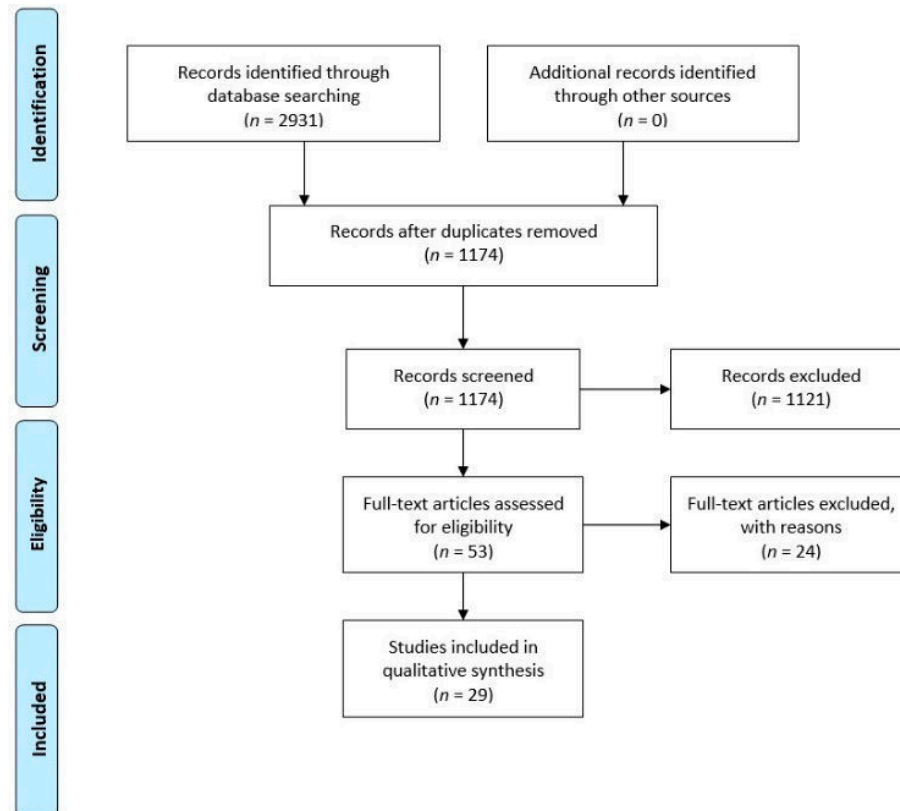 Identification
Records identified through
database searching
(n = 2931)
Additional records identified
through other sources
(n = 0)
Screening
Records after duplicates removed
(n = 1174)
Records screened
(n = 1174)
Records excluded
(n = 1121)
Eligibility
Full-text articles assessed
for eligibility
(n = 53)
Full-text articles excluded,
with reasons
(n = 24)
Included
Studies included in
qualitative synthesis
(n = 29)